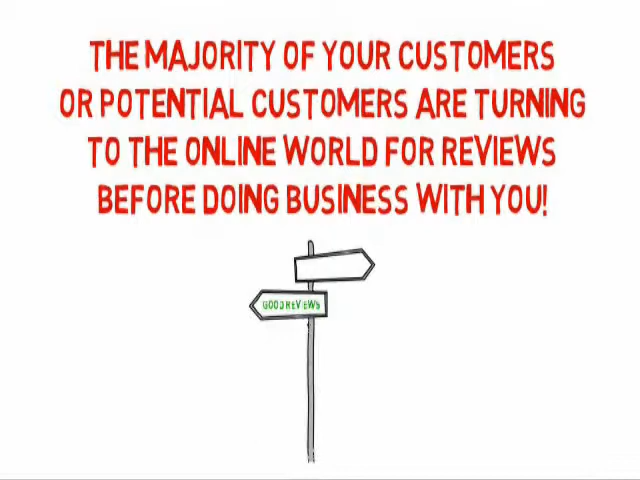 THE MAJORITY OF YOUR CUSTOMERS
OR POTENTIAL CUSTOMERS ARE TURNING
TO THE ONLINE WORLD FOR REVIEWS
BEFORE DOING BUSINESS WITH YOU!
GOOD REVIEWS